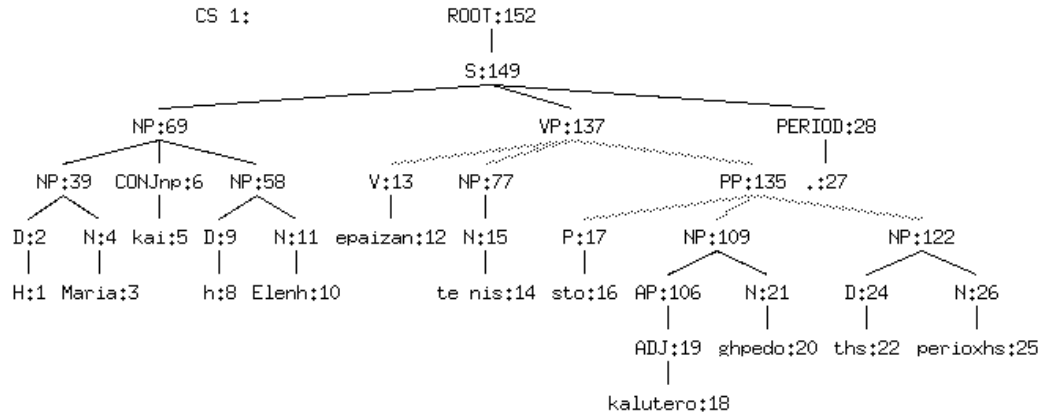 CS 1: ROOT:152
S:149
NP:69 VP:137 PERIOD:28
NP:39 CONJnp:6 NP:58 V:13 NP:77 PP:135 .:27
D:2 N:4 kai:5 D:9 N:11 epaizan:12 N:15 P:17 NP:109 NP:122
H:1 Maria:3 h:8 Elenh:10 te nis:14 sto:16 AP:106 N:21 D:24 N:26
ADJ:19 ghpedo:20 ths:22 perioxhs:25
kalutero:18